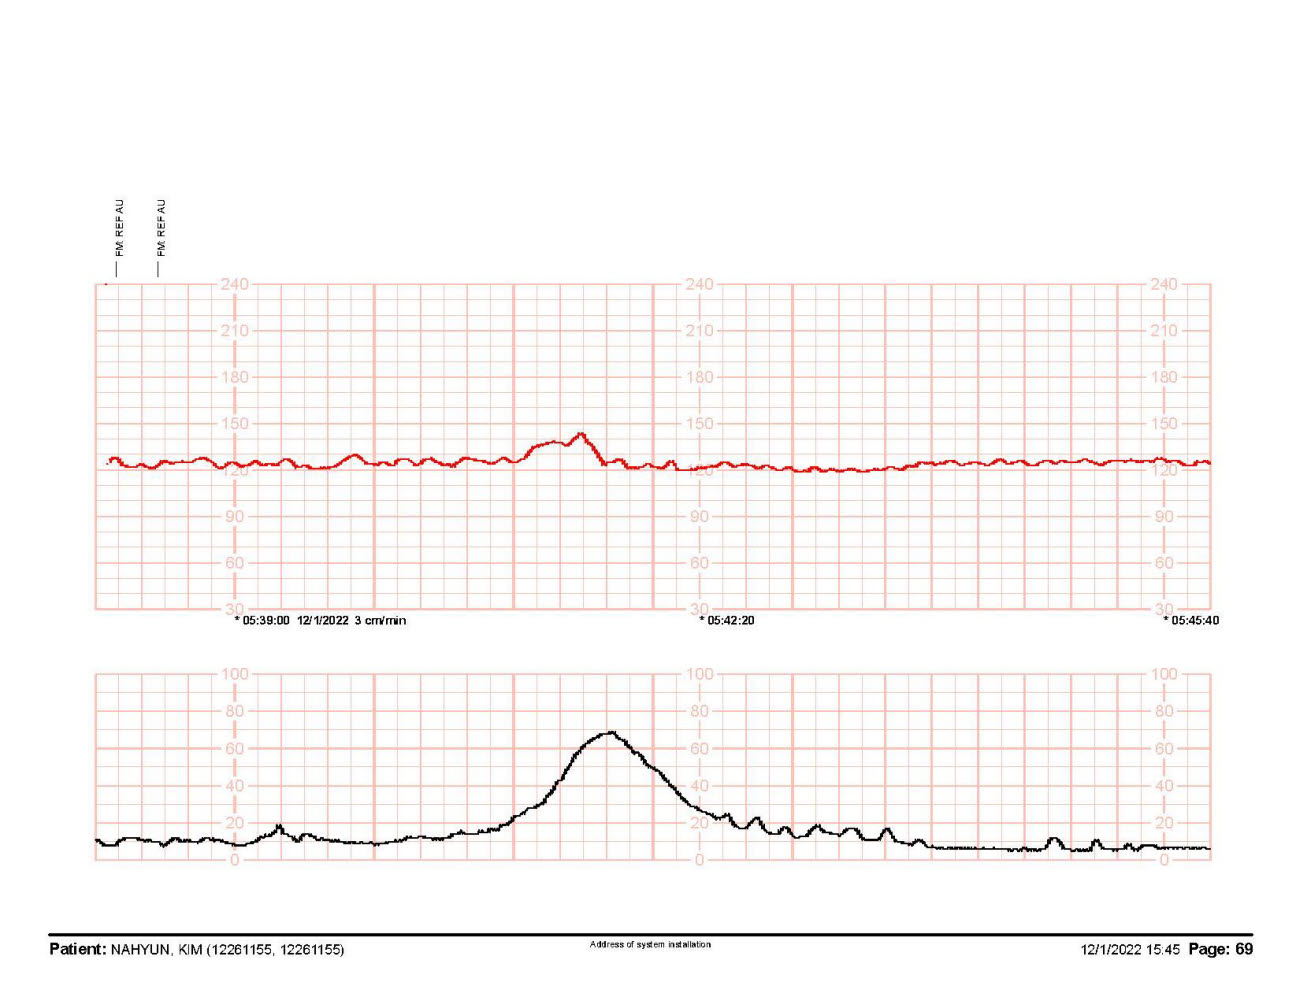 FM: REF AU
FM: REF AU
240 240 240
210 210 210
180 180 180
150 150 150
120 120 120
90 90 90
60 60 60
30 30 30
* 05:39:00 12/1/2022 3 cm/min * 05:42:20 * 05:45:40
100 100 100
80 80 80
60 60 60
40 40 40
20 20 20
0 0 0
Patient: NAHYUN, KIM (12261155, 12261155) Address of system installation 12/1/2022 15:45 Page: 69